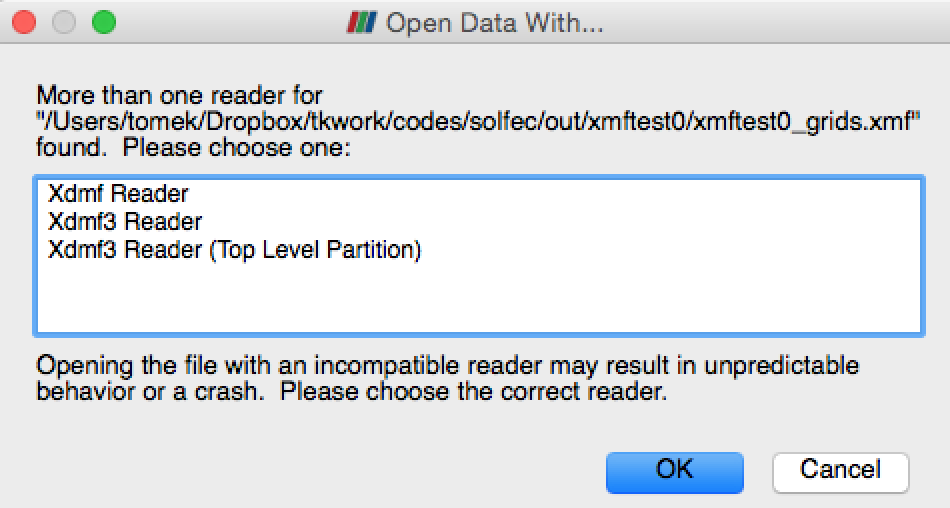 Open Data With...
More than one reader for
"/Users/tomek/Dropbox/tkwork/codes/solfec/out/xmftest0/xmftest0_grids.xmf"
found.  Please choose one:
Xdmf Reader
Xdmf3 Reader
Xdmf3 Reader (Top Level Partition)
Opening the file with an incompatible reader may result in unpredictable
behavior or a crash.  Please choose the correct reader.
OK
Cancel